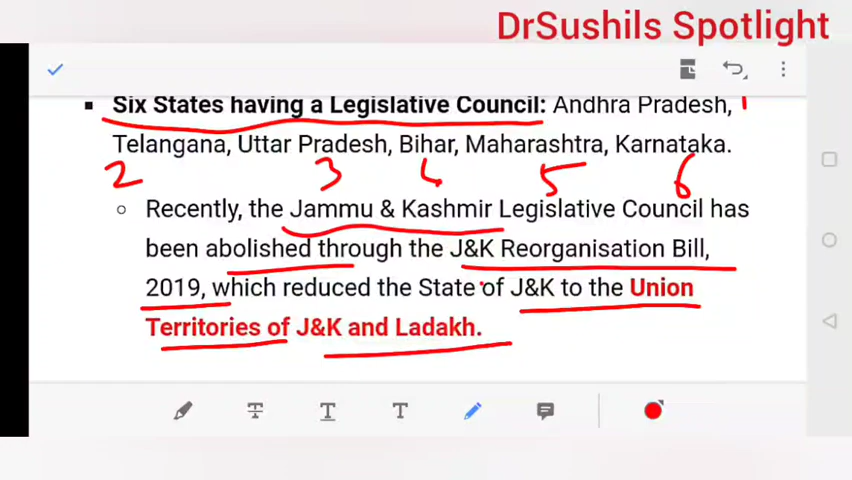 DrSushils Spotlight
▪ Six States having a Legislative Council: Andhra Pradesh, 1
Telangana, Uttar Pradesh, Bihar, Maharashtra, Karnataka.
2 3 4 5 6
○ Recently, the Jammu & Kashmir Legislative Council has
been abolished through the J&K Reorganisation Bill,
2019, which reduced the State of J&K to the Union
Territories of J&K and Ladakh.